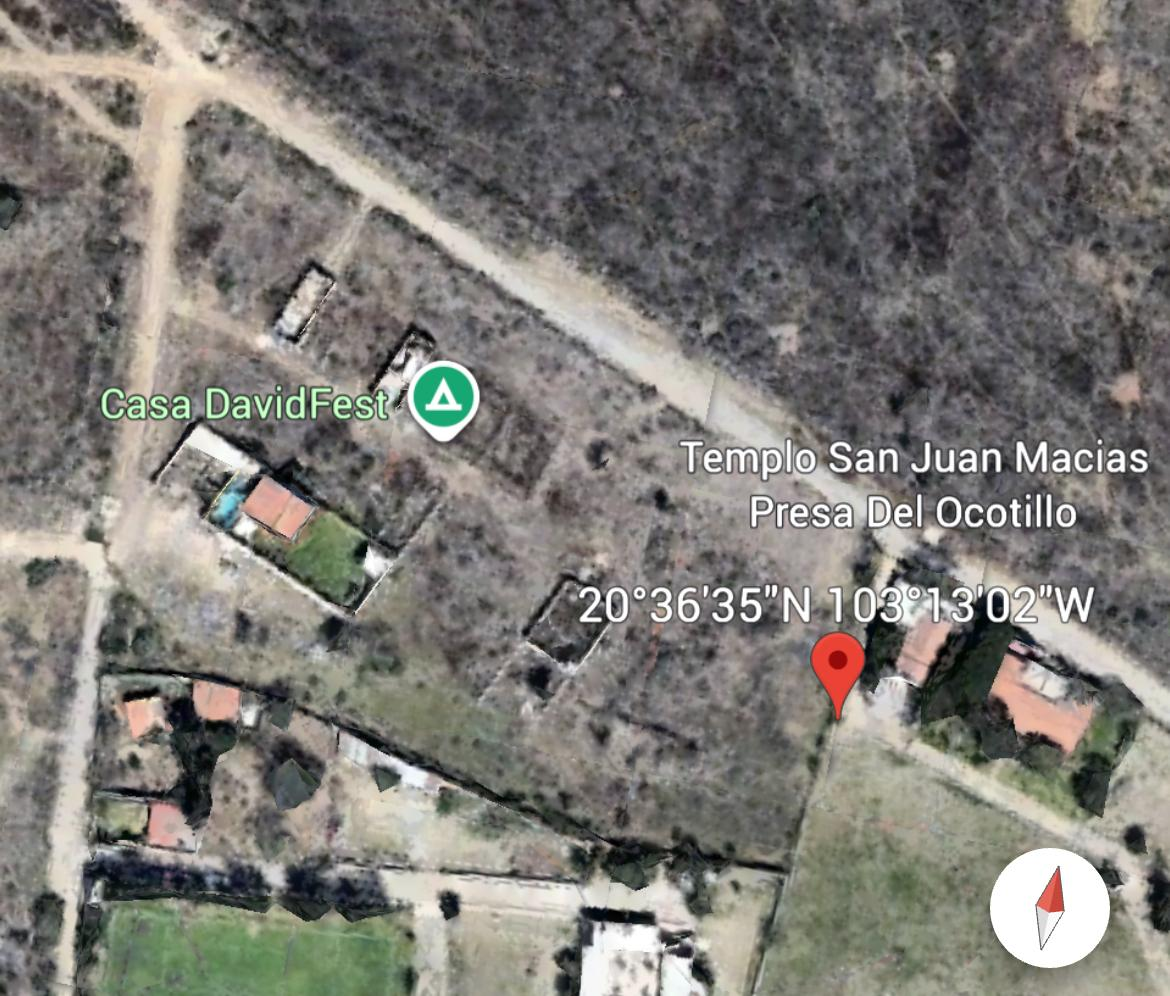 Casa DavidFest
Templo San Juan Macias
Presa Del Ocotillo
20°36'35"N 103°13'02"W